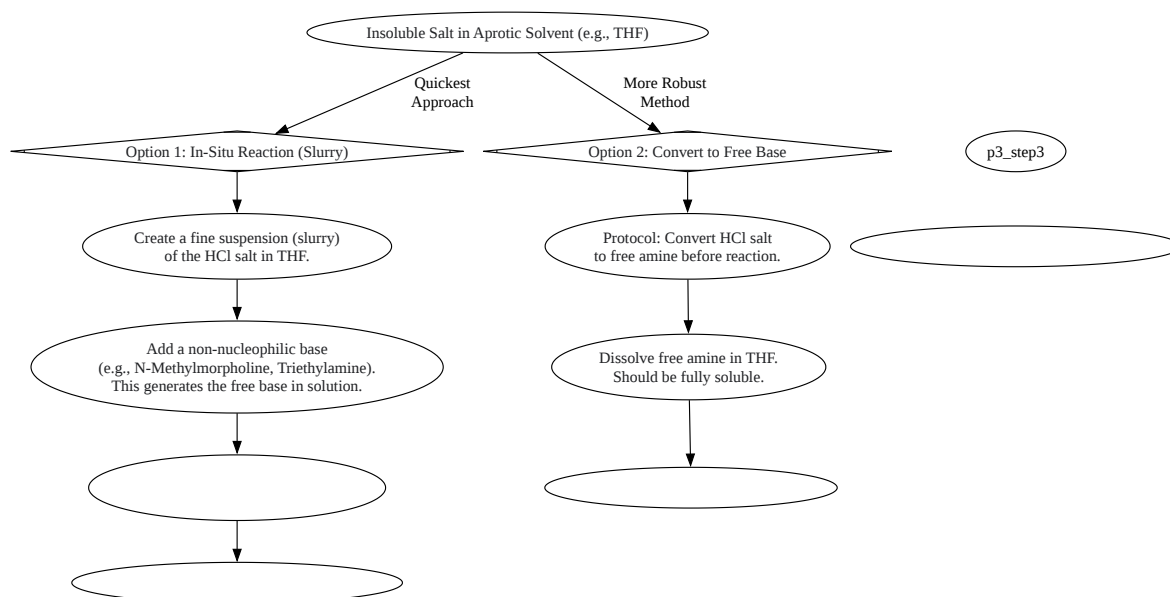 Insoluble Salt in Aprotic Solvent (e.g., THF)
Quickest
Approach
More Robust
Method
Option 1: In-Situ Reaction (Slurry)
Option 2: Convert to Free Base
p3_step3
Create a fine suspension (slurry)
of the HCl salt in THF.
Protocol: Convert HCl salt
to free amine before reaction.
Add a non-nucleophilic base
(e.g., N-Methylmorpholine, Triethylamine).
This generates the free base in solution.
Dissolve free amine in THF.
Should be fully soluble.